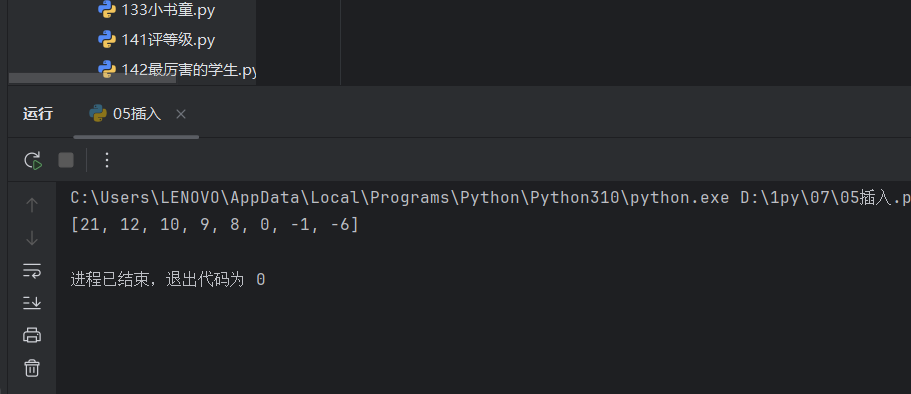 133小书童.py
141评等级.py
142最厉害的学生.py
运行
05插入
C:\Users\LENOVO\AppData\Local\Programs\Python\Python310\python.exe D:\1py\07\05插入.p
[21, 12, 10, 9, 8, 0, -1, -6]
进程已结束，退出代码为 0